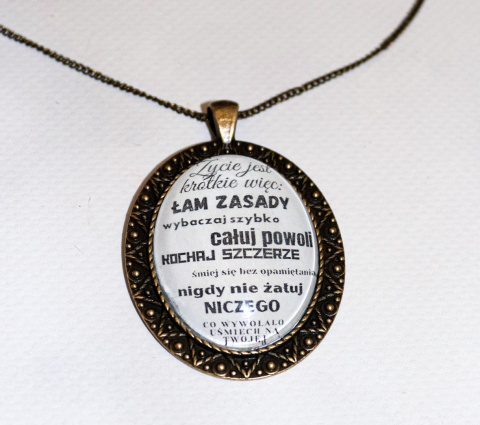 Życie jest
krótkie więc:
ŁAM ZASADY
wybaczaj szybko
całuj powoli
KOCHAJ SZCZERZE
śmiej się bez opamiętania
nigdy nie żałuj
NICZEGO
CO WYWOŁAŁO
UŚMIECH NA
TWOJEJ